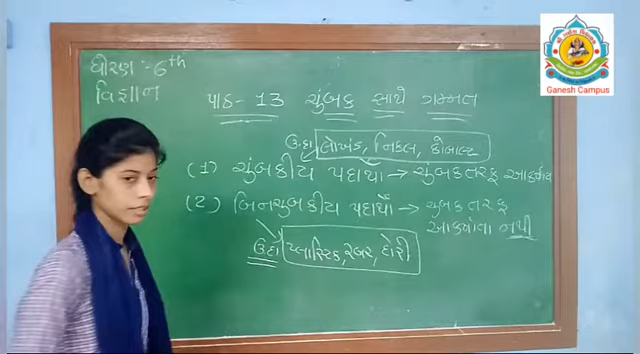 ધોરણ :- 6th
વિજ્ઞાન
પાઠ- 13 ચુંબક સાથે ગમ્મત
ઉદા લોખંડ, નિકલ, કોબાલ્ટ
(1) ચુંબકીય પદાર્થો → ચુંબક તરફ આકર્ષાય
(2) બિનચુંબકીય પદાર્થો → ચુંબક તરફ
આકર્ષાતા નથી
ઉદા પ્લાસ્ટિક, રબર, દોરી
Ganesh Campus